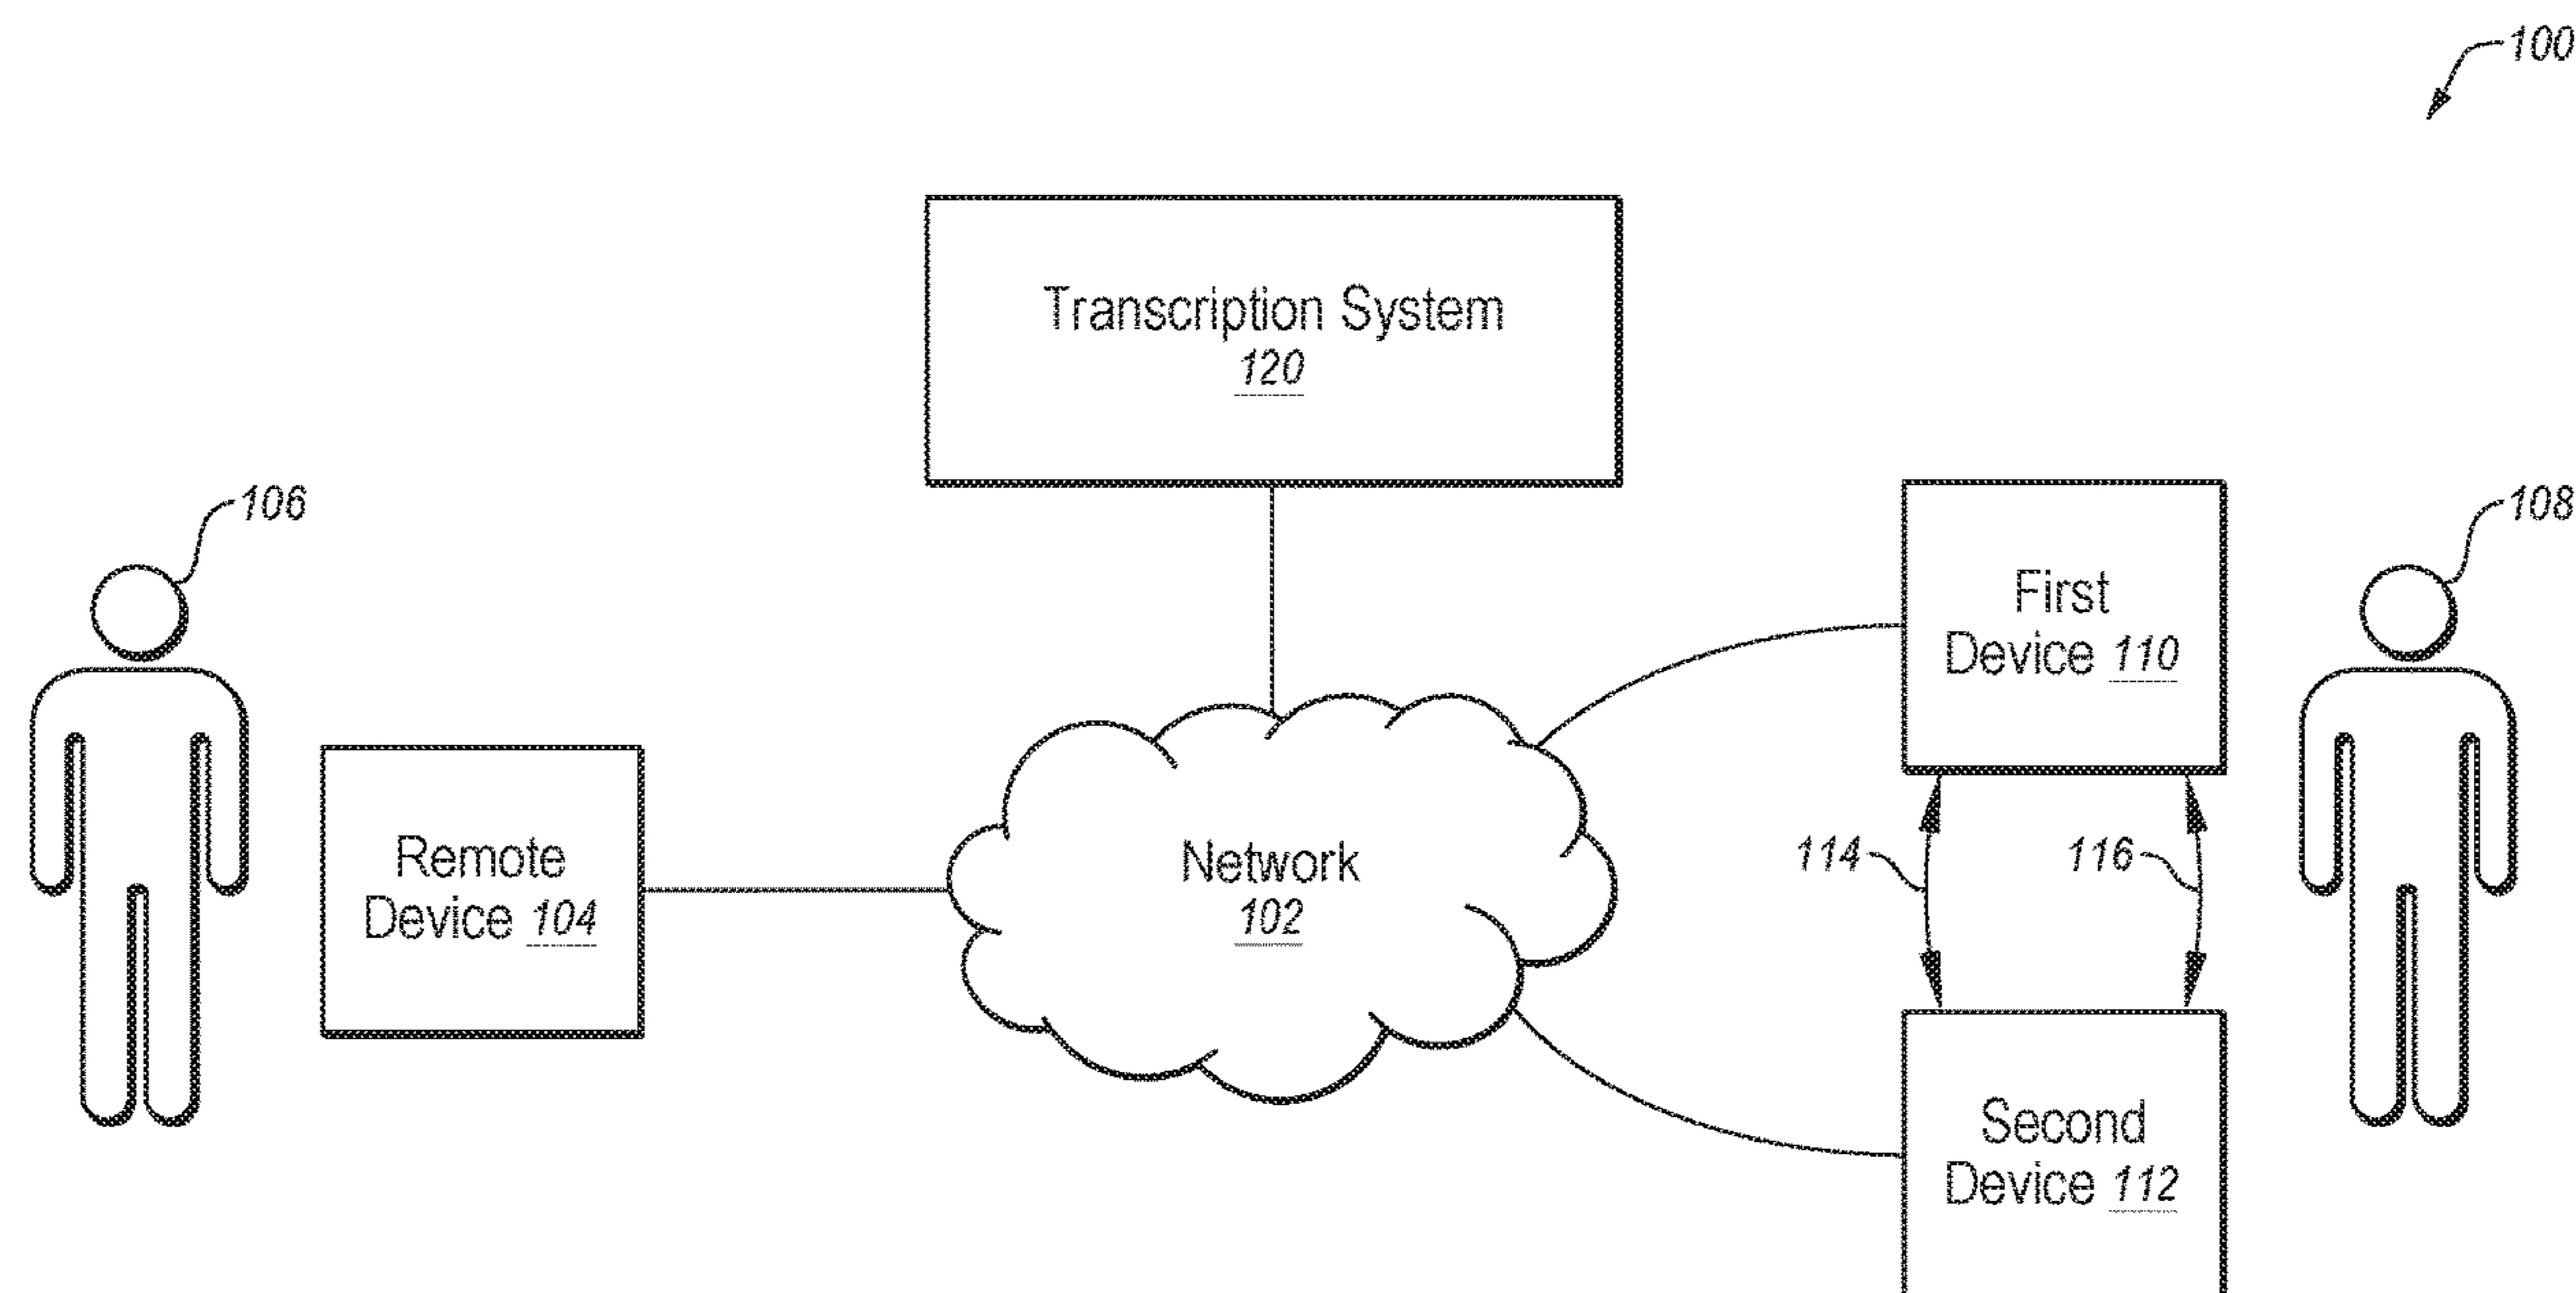 100
Transcription System
120
106
108
First
Device 110
114
116
Remote
Device 104
Network
102
Second
Device 112